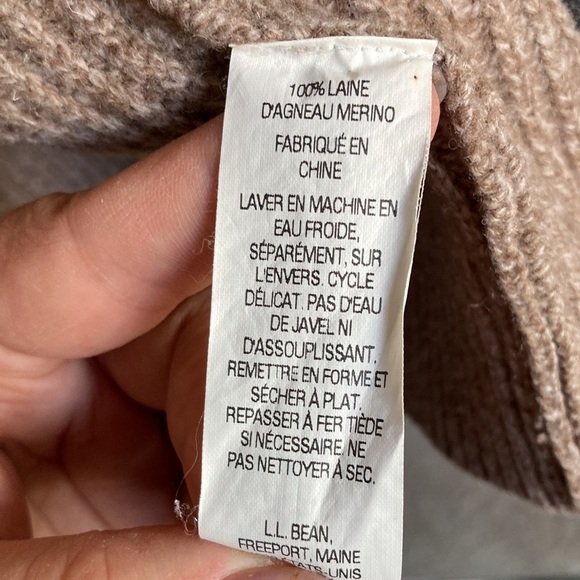 100% LAINE
D'AGNEAU MERINO
FABRIQUÉ EN
CHINE
LAVER EN MACHINE EN
EAU FROIDE,
SÉPARÉMENT, SUR
L'ENVERS. CYCLE
DÉLICAT. PAS D'EAU
DE JAVEL NI
D'ASSOUPLISSANT.
REMETTRE EN FORME ET
SÉCHER À PLAT.
REPASSER À FER TIÈDE
SI NÉCESSAIRE. NE
PAS NETTOYER À SEC.
L.L. BEAN,
FREEPORT, MAINE
ÉTATS-UNIS